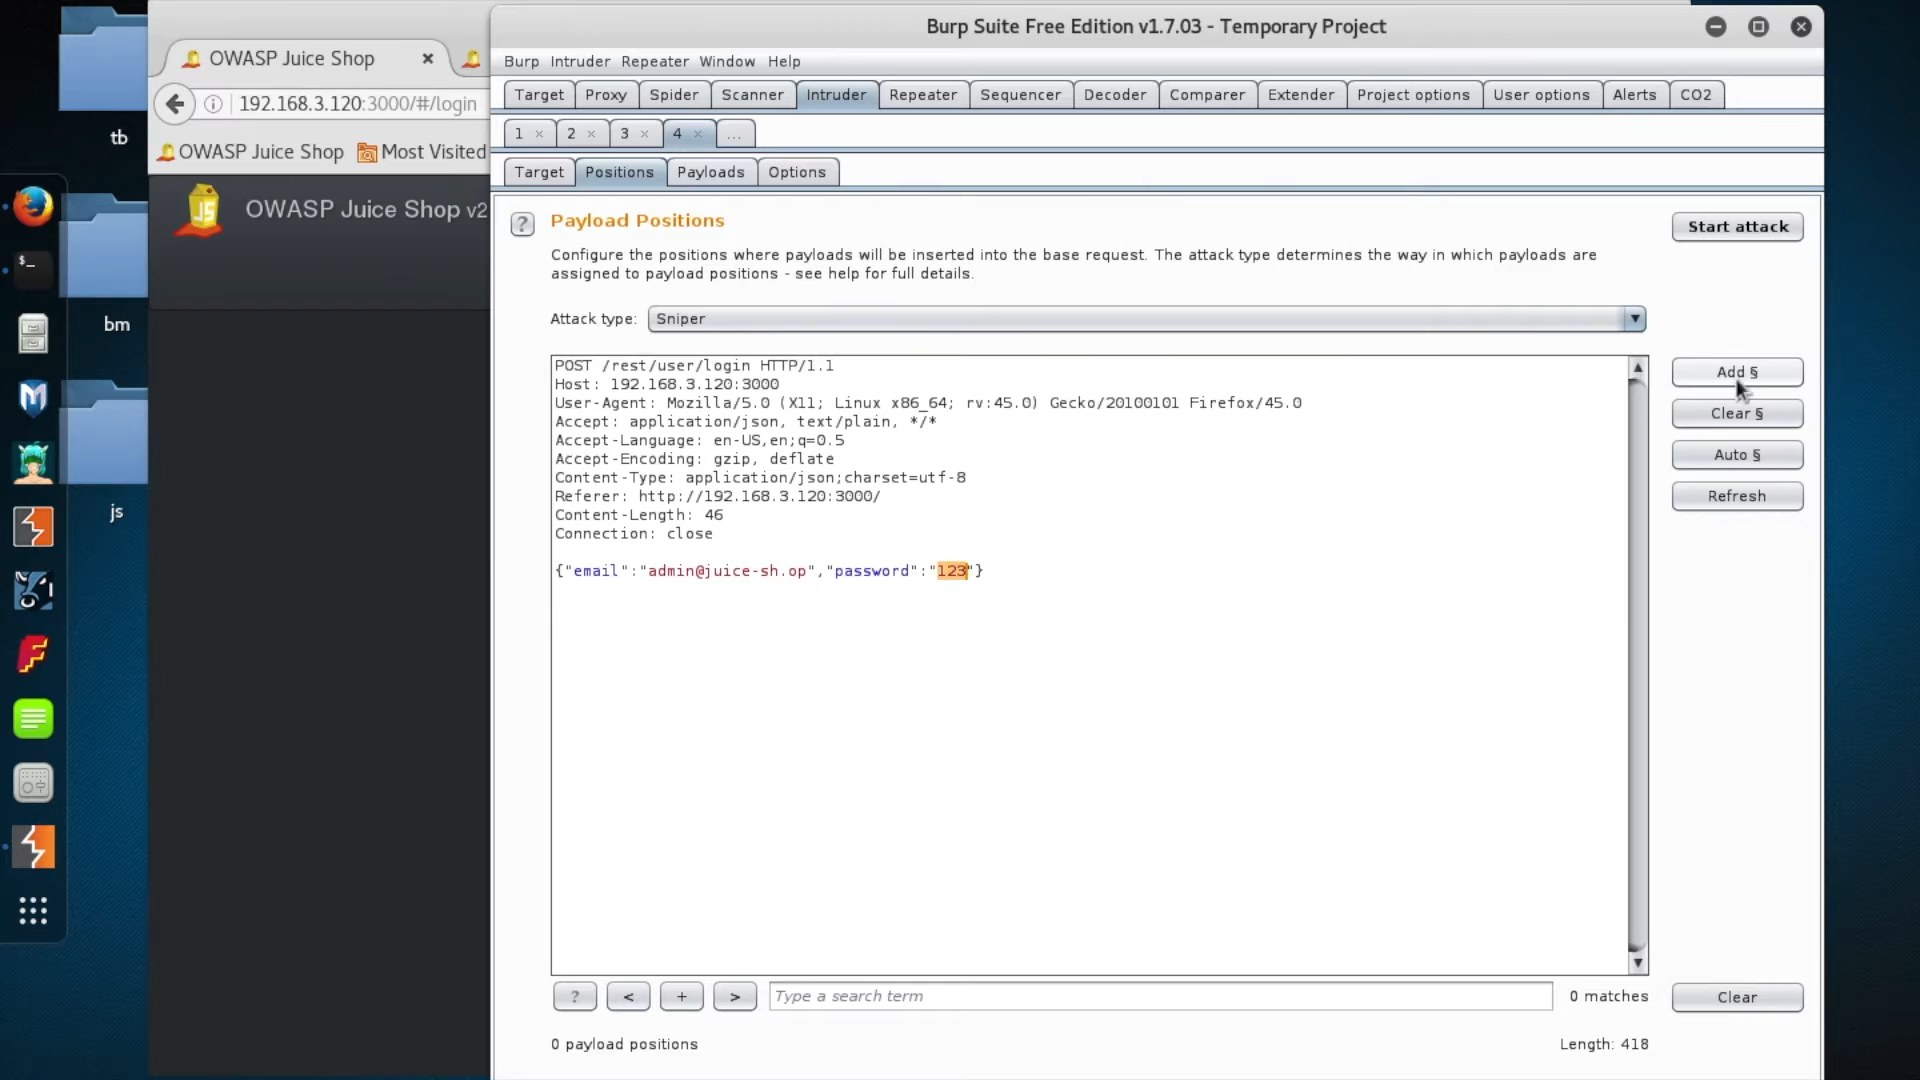 OWASP Juice Shop
192.168.3.120:3000/#/login
OWASP Juice Shop
Most Visited
OWASP Juice Shop v2
tb
bm
js
$_
JS
Burp Suite Free Edition v1.7.03 - Temporary Project
Burp Intruder Repeater Window Help
Target Proxy Spider Scanner Intruder Repeater Sequencer Decoder Comparer Extender Project options User options Alerts CO2
1 × 2 × 3 × 4 × ...
Target Positions Payloads Options
? Payload Positions
Start attack
Configure the positions where payloads will be inserted into the base request. The attack type determines the way in which payloads are
assigned to payload positions - see help for full details.
Attack type: Sniper
POST /rest/user/login HTTP/1.1
Host: 192.168.3.120:3000
User-Agent: Mozilla/5.0 (X11; Linux x86_64; rv:45.0) Gecko/20100101 Firefox/45.0
Accept: application/json, text/plain, */*
Accept-Language: en-US,en;q=0.5
Accept-Encoding: gzip, deflate
Content-Type: application/json;charset=utf-8
Referer: http://192.168.3.120:3000/
Content-Length: 46
Connection: close
{"email":"admin@juice-sh.op","password":"123"}
Add §
Clear §
Auto §
Refresh
? < + > Type a search term 0 matches Clear
0 payload positions Length: 418